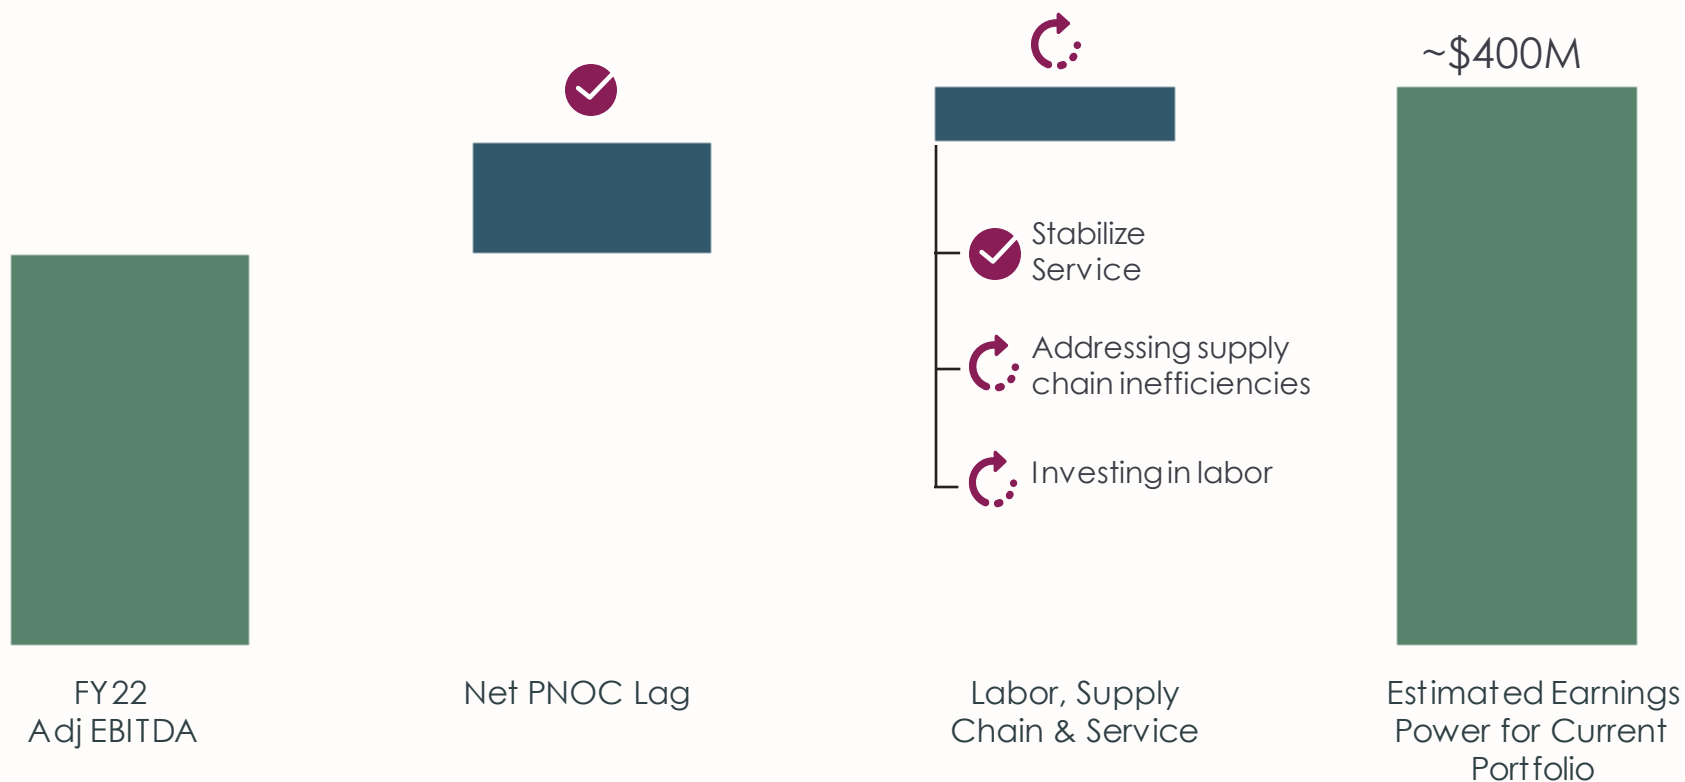 ~$400M
Stabilize
Service
Addressing supply
chain inefficiencies
Investing in labor
FY22
Adj EBITDA
Net PNOC Lag
Labor, Supply
Chain & Service
Estimated Earnings
Power for Current
Portfolio